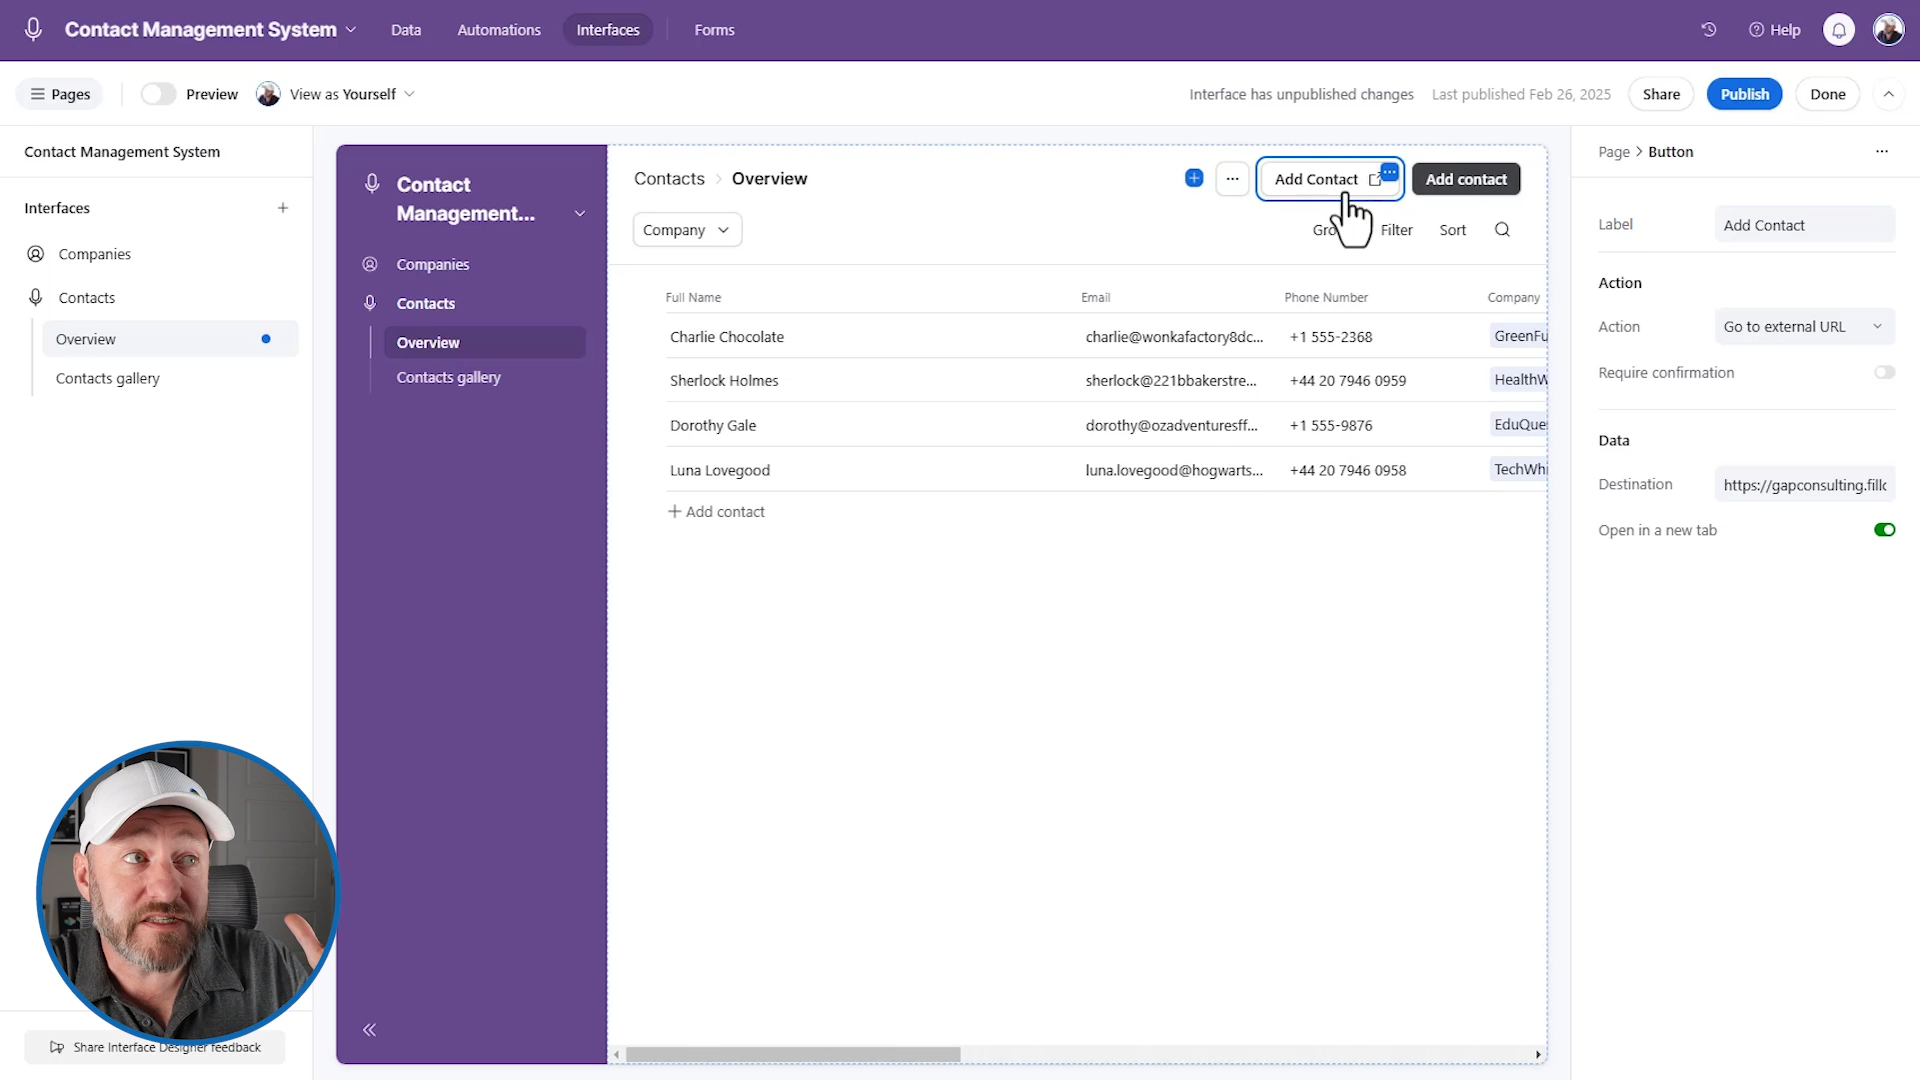 Contact Management System
Data
Automations
Interfaces
Forms
Help
Pages
Preview
View as Yourself
Interface has unpublished changes
Last published Feb 26, 2025
Share
Publish
Done
Contact Management System
Interfaces
Companies
Contacts
Overview
Contacts gallery
Share Interface Designer feedback
Contact
Management...
Companies
Contacts
Overview
Contacts gallery
Contacts > Overview
Add Contact
Add contact
Company
Filter
Sort
Full Name Email Phone Number Company
Charlie Chocolate charlie@wonkafactory8dc... +1 555-2368 GreenFu
Sherlock Holmes sherlock@221bbakerstre... +44 20 7946 0959 HealthW
Dorothy Gale dorothy@ozadventuresff... +1 555-9876 EduQue
Luna Lovegood luna.lovegood@hogwarts... +44 20 7946 0958 TechWhi
+ Add contact
Page > Button
Label Add Contact
Action
Action Go to external URL
Require confirmation
Data
Destination https://gapconsulting.fillo
Open in a new tab